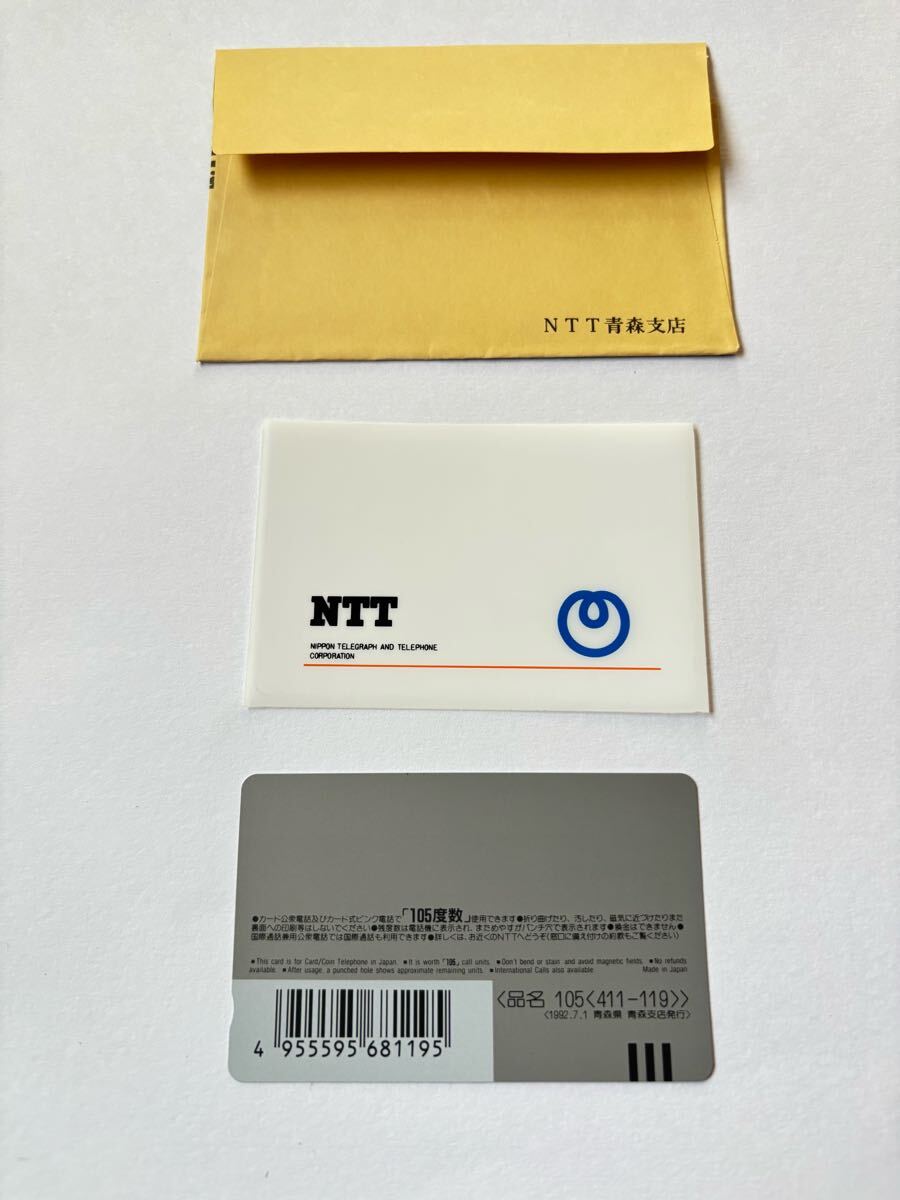 NTT青森支店
NTT
NIPPON TELEGRAPH AND TELEPHONE
CORPORATION
●カード公衆電話及びカード式ピンク電話で「105度数」使用できます●折り曲げたり、汚したり、磁気に近づけたりまた
裏面への印刷等はしないでください●残度数は電話機に表示され、まためやすがパンチ穴で表示されます●換金はできません●
国際通話兼用公衆電話では国際通話も利用できます●詳しくは、お近くのNTTへどうぞ(窓口に備え付けの約款もご覧ください)
■This card is for Card/Coin Telephone in Japan. ■It is worth「105」call units ■Don't bend or stain and avoid magnetic fields. ■No refunds
available. ■After usage, a punched hole shows approximate remaining units. ■International Calls also available Made in Japan
〈品名 105〈411-119〉〉
〈1992.7.1 青森県 青森支店発行〉
4 955595 681195